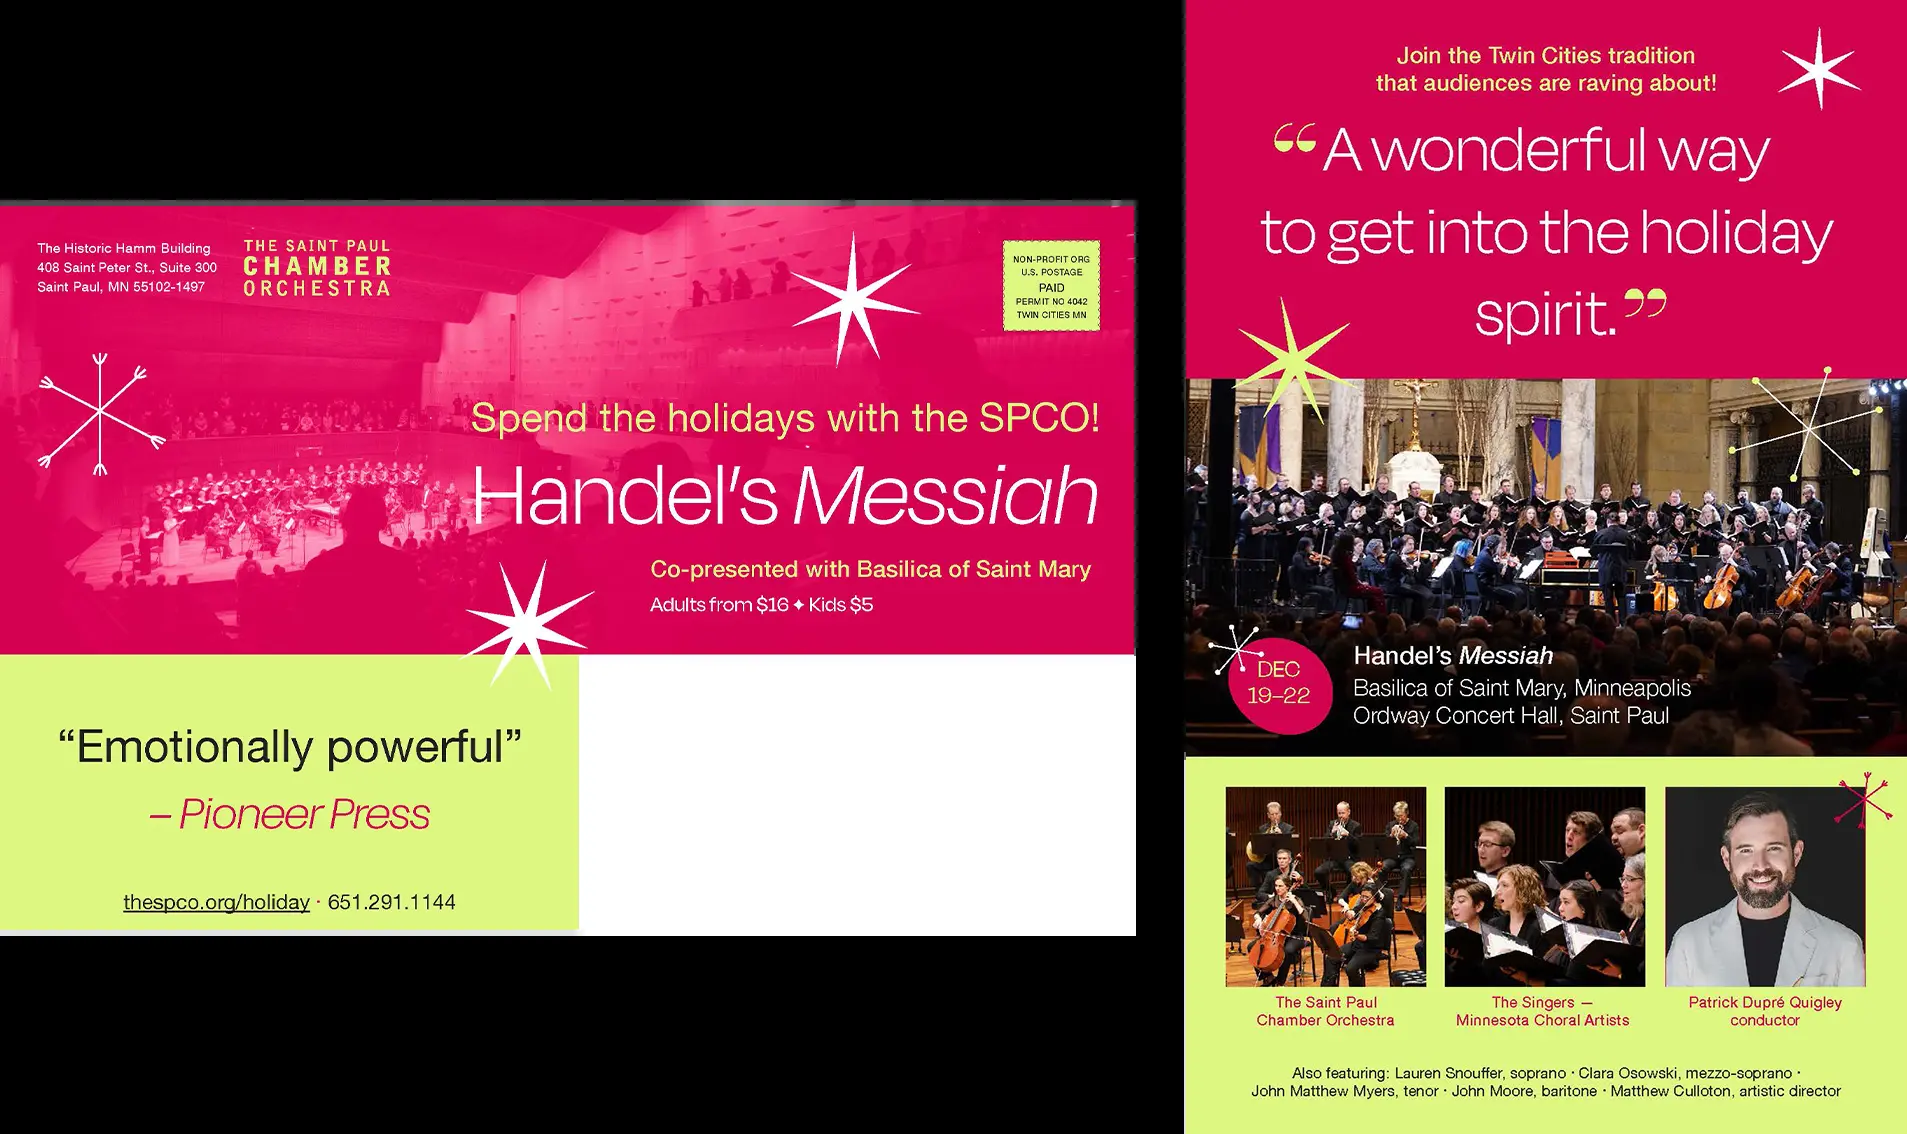 The Historic Hamm Building
408 Saint Peter St., Suite 300
Saint Paul, MN 55102-1497
THE SAINT PAUL
CHAMBER
ORCHESTRA
NON-PROFIT ORG
U.S. POSTAGE
PAID
PERMIT NO 4042
TWIN CITIES MN
Spend the holidays with the SPCO!
Handel's Messiah
Co-presented with Basilica of Saint Mary
Adults from $16 ✦ Kids $5
“Emotionally powerful”
– Pioneer Press
thespco.org/holiday · 651.291.1144
Join the Twin Cities tradition
that audiences are raving about!
“A wonderful way
to get into the holiday
spirit.”
DEC
19–22
Handel's Messiah
Basilica of Saint Mary, Minneapolis
Ordway Concert Hall, Saint Paul
The Saint Paul
Chamber Orchestra
The Singers —
Minnesota Choral Artists
Patrick Dupré Quigley
conductor
Also featuring: Lauren Snouffer, soprano · Clara Osowski, mezzo-soprano ·
John Matthew Myers, tenor · John Moore, baritone · Matthew Culloton, artistic director